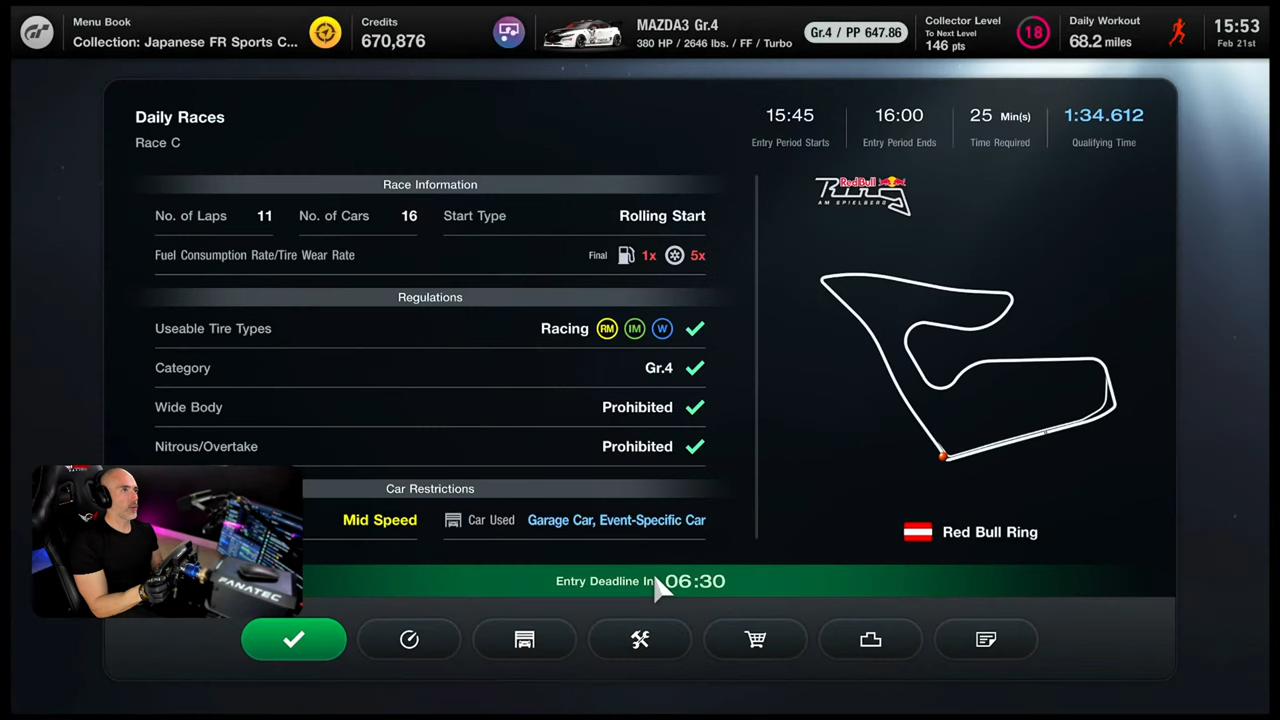 Menu Book
Collection: Japanese FR Sports C...
Credits
670,876
MAZDA3 Gr.4
380 HP / 2646 lbs. / FF / Turbo
Gr.4 / PP 647.86
Collector Level
To Next Level
146 pts
18
Daily Workout
68.2 miles
15:53
Feb 21st
Daily Races
Race C
15:45
Entry Period Starts
16:00
Entry Period Ends
25 Min(s)
Time Required
1:34.612
Qualifying Time
Race Information
No. of Laps 11
No. of Cars 16
Start Type Rolling Start
Fuel Consumption Rate/Tire Wear Rate Final 1x 5x
Regulations
Useable Tire Types Racing RM IM W
Category Gr.4
Wide Body Prohibited
Nitrous/Overtake Prohibited
Car Restrictions
Mid Speed Car Used Garage Car, Event-Specific Car
Entry Deadline In 06:30
RedBull
Ring
AM SPIELBERG
Red Bull Ring
FANATEC